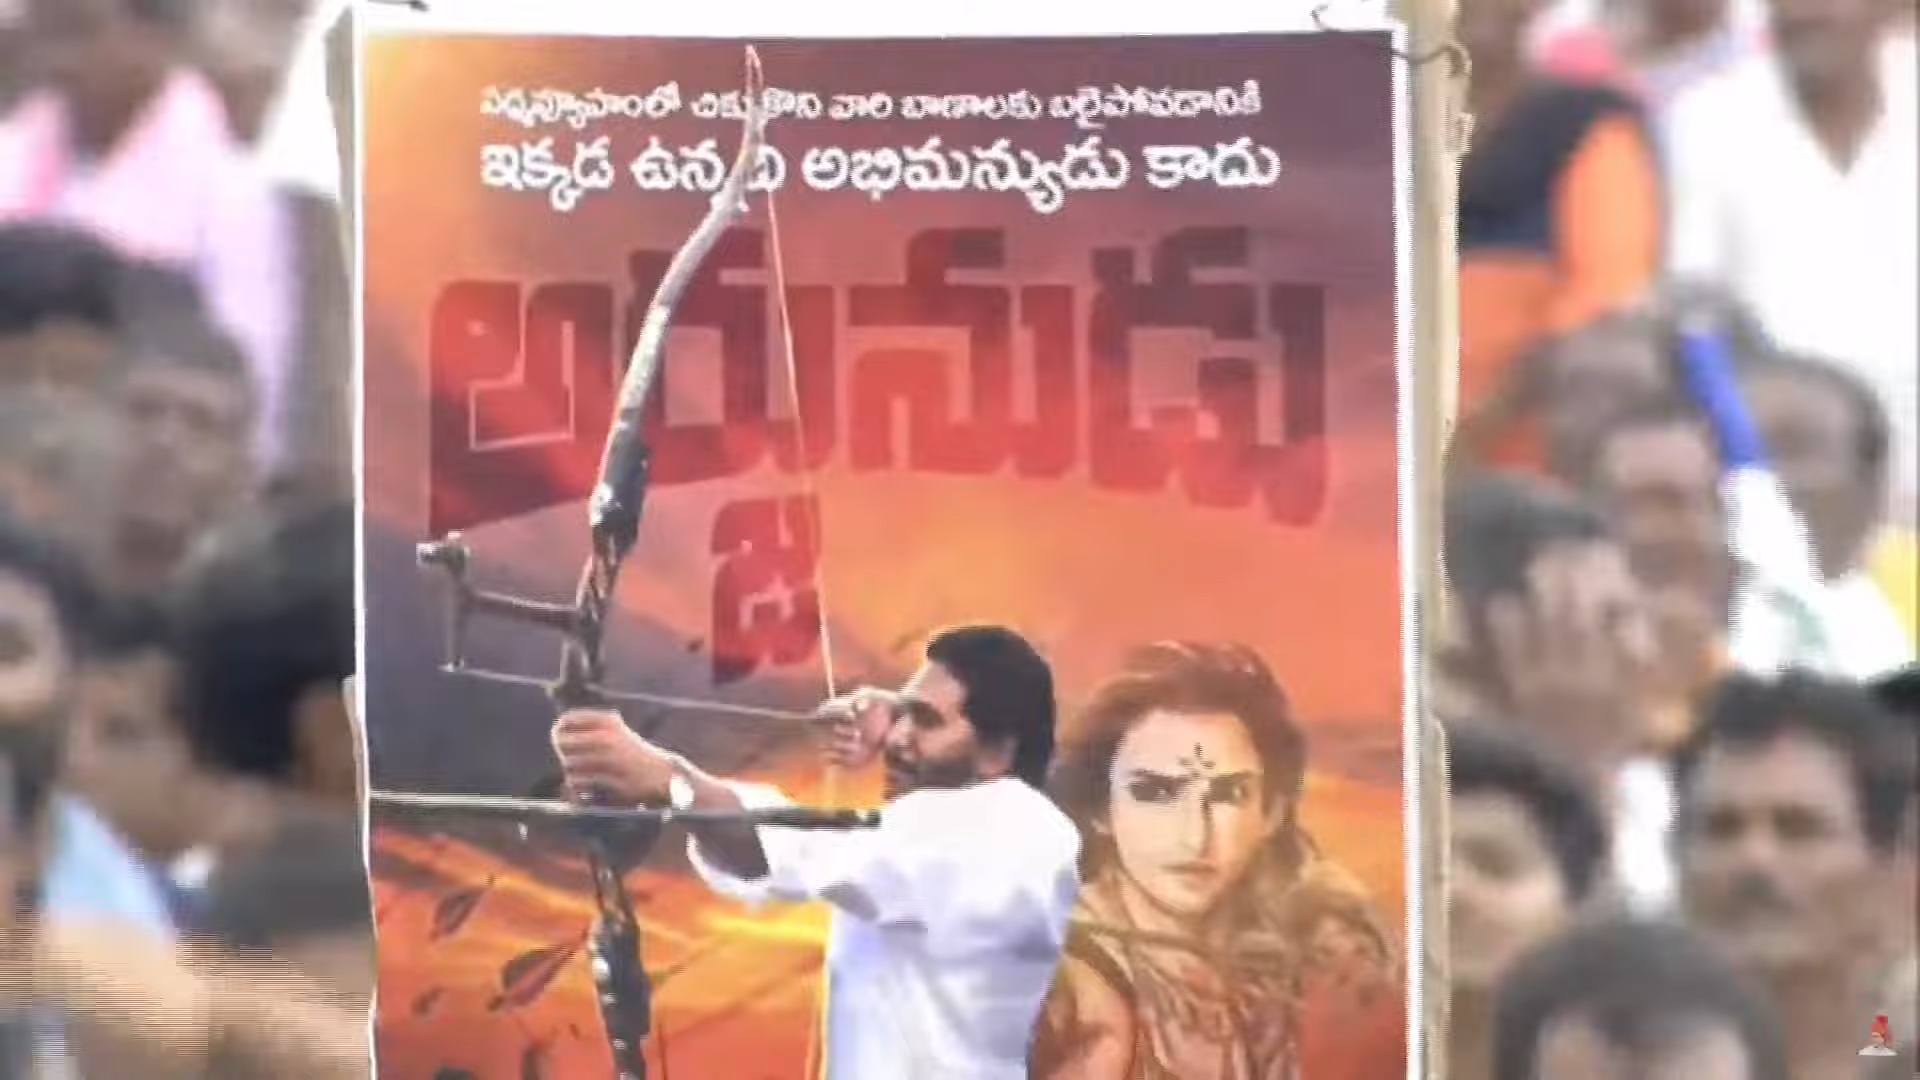 పద్మవ్యూహంలో చిక్కుకొని వారి బాణాలకు బలైపోవడానికి
ఇక్కడ ఉన్నది అభిమన్యుడు కాదు
అర్జునుడు